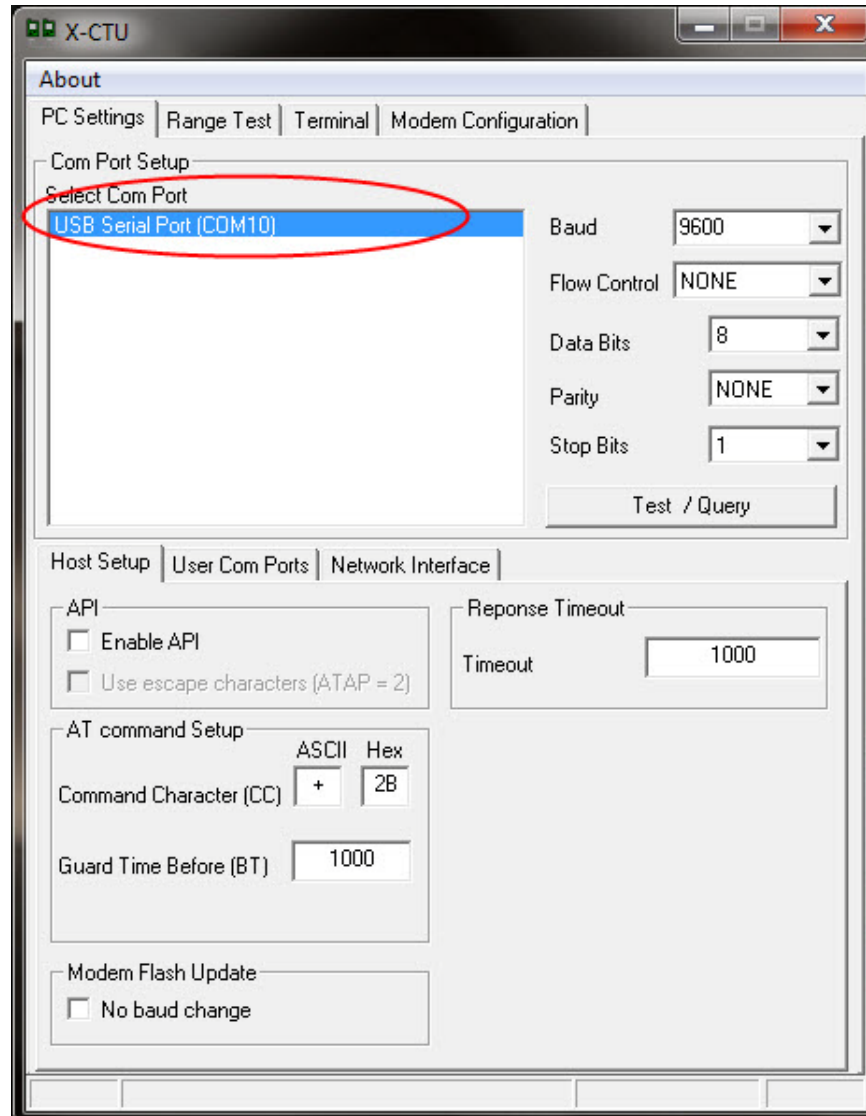 X-CTU
About
PC Settings Range Test Terminal Modem Configuration
Com Port Setup
Select Com Port
USB Serial Port (COM10)
Baud 9600
Flow Control NONE
Data Bits 8
Parity NONE
Stop Bits 1
Test / Query
Host Setup User Com Ports Network Interface
API
Enable API
Use escape characters (ATAP = 2)
Reponse Timeout
Timeout 1000
AT command Setup
ASCII Hex
Command Character (CC) + 2B
Guard Time Before (BT) 1000
Modem Flash Update
No baud change